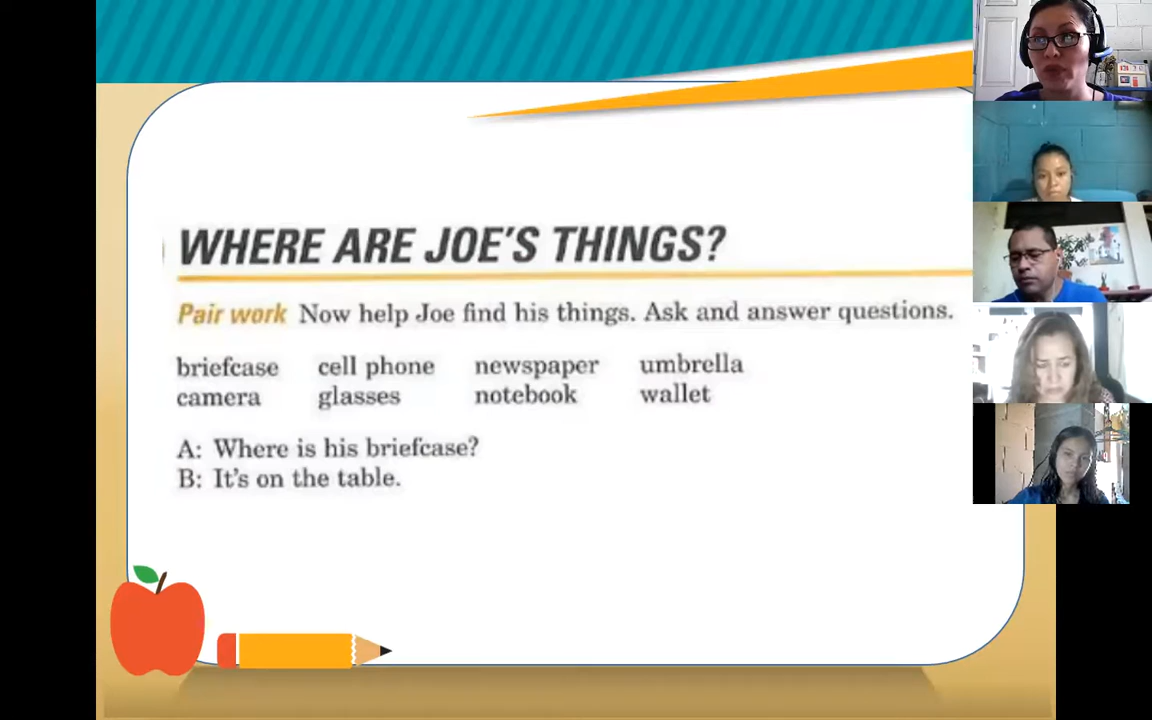 WHERE ARE JOE'S THINGS?
Pair work Now help Joe find his things. Ask and answer questions.
briefcase cell phone newspaper umbrella
camera glasses notebook wallet
A: Where is his briefcase?
B: It's on the table.